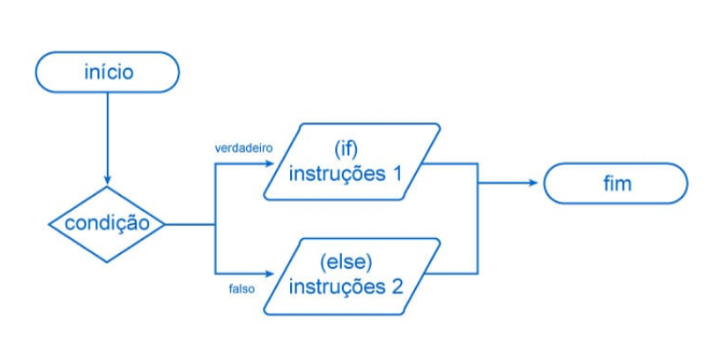 início
verdadeiro
(if)
instruções 1
condição
fim
(else)
instruções 2
falso